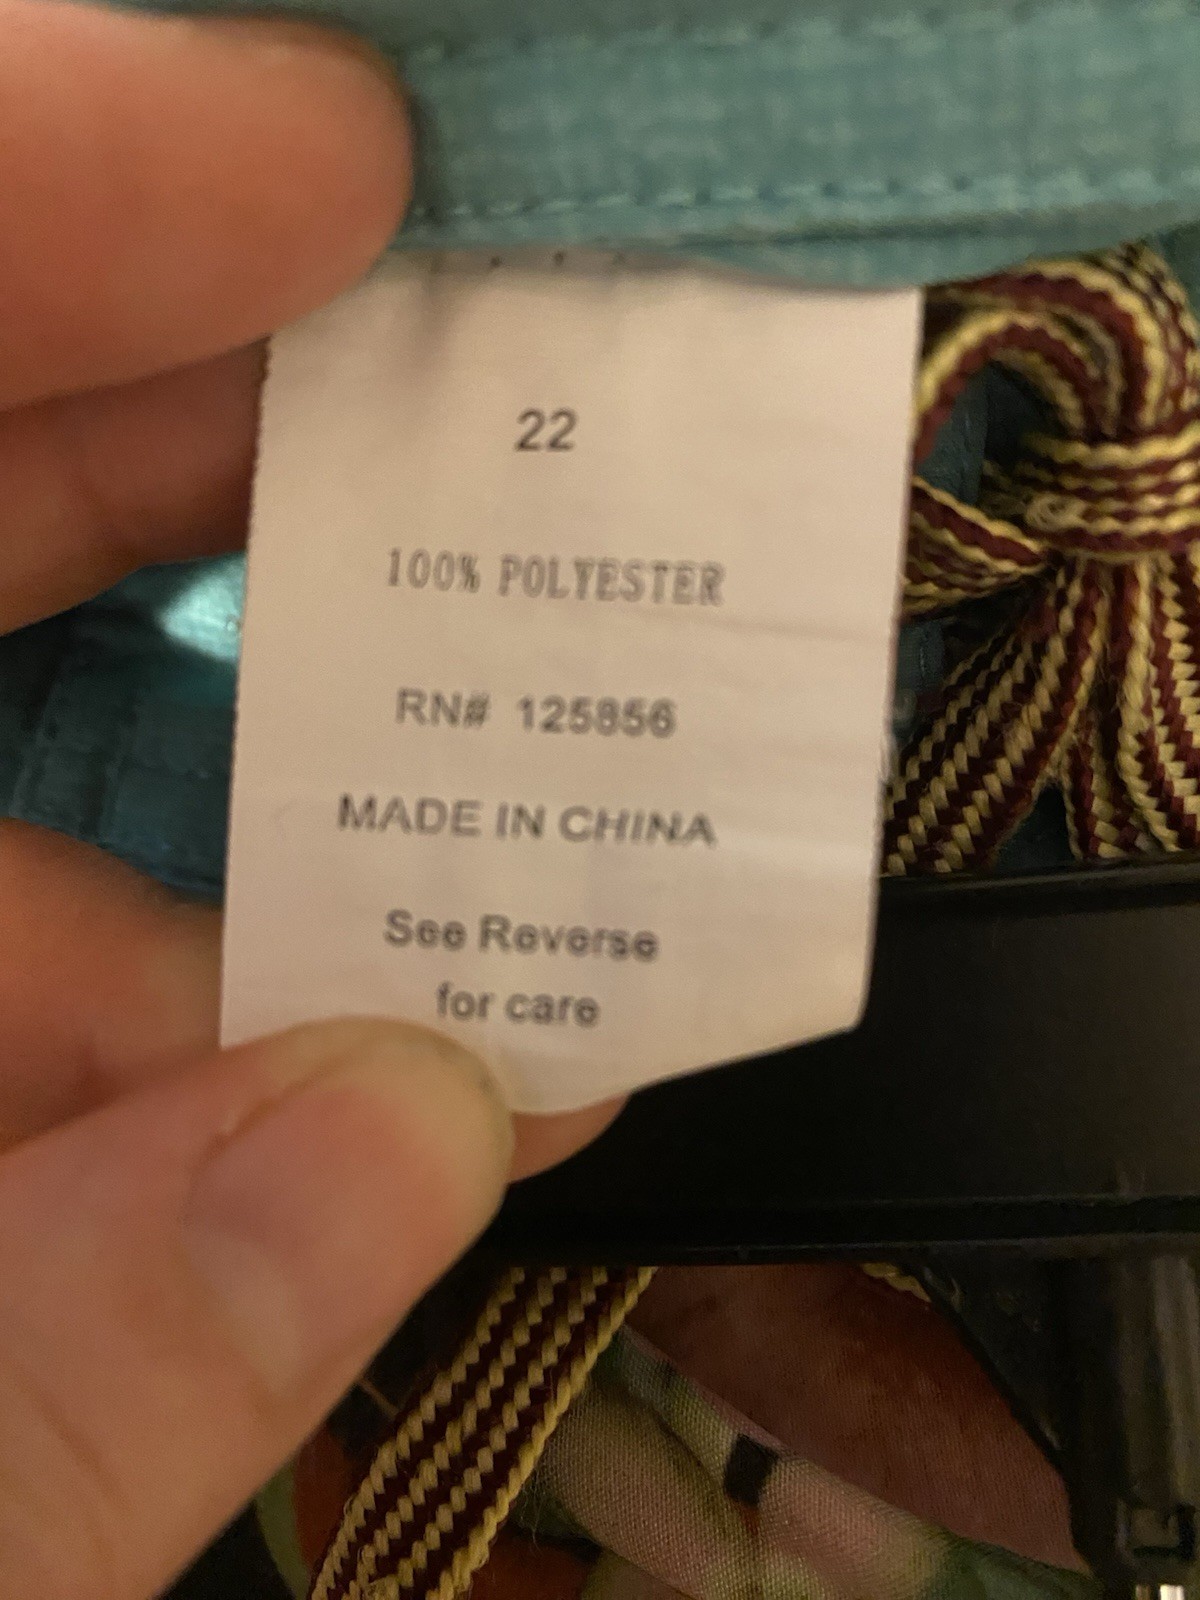 22
100% POLYESTER
RN# 125856
MADE IN CHINA
See Reverse
for care